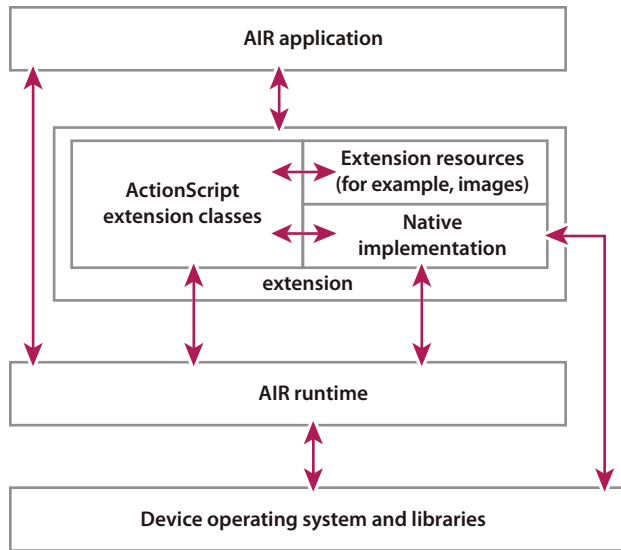 AIR application
ActionScript
extension classes
Extension resources
(for example, images)
Native
implementation
extension
AIR runtime
Device operating system and libraries